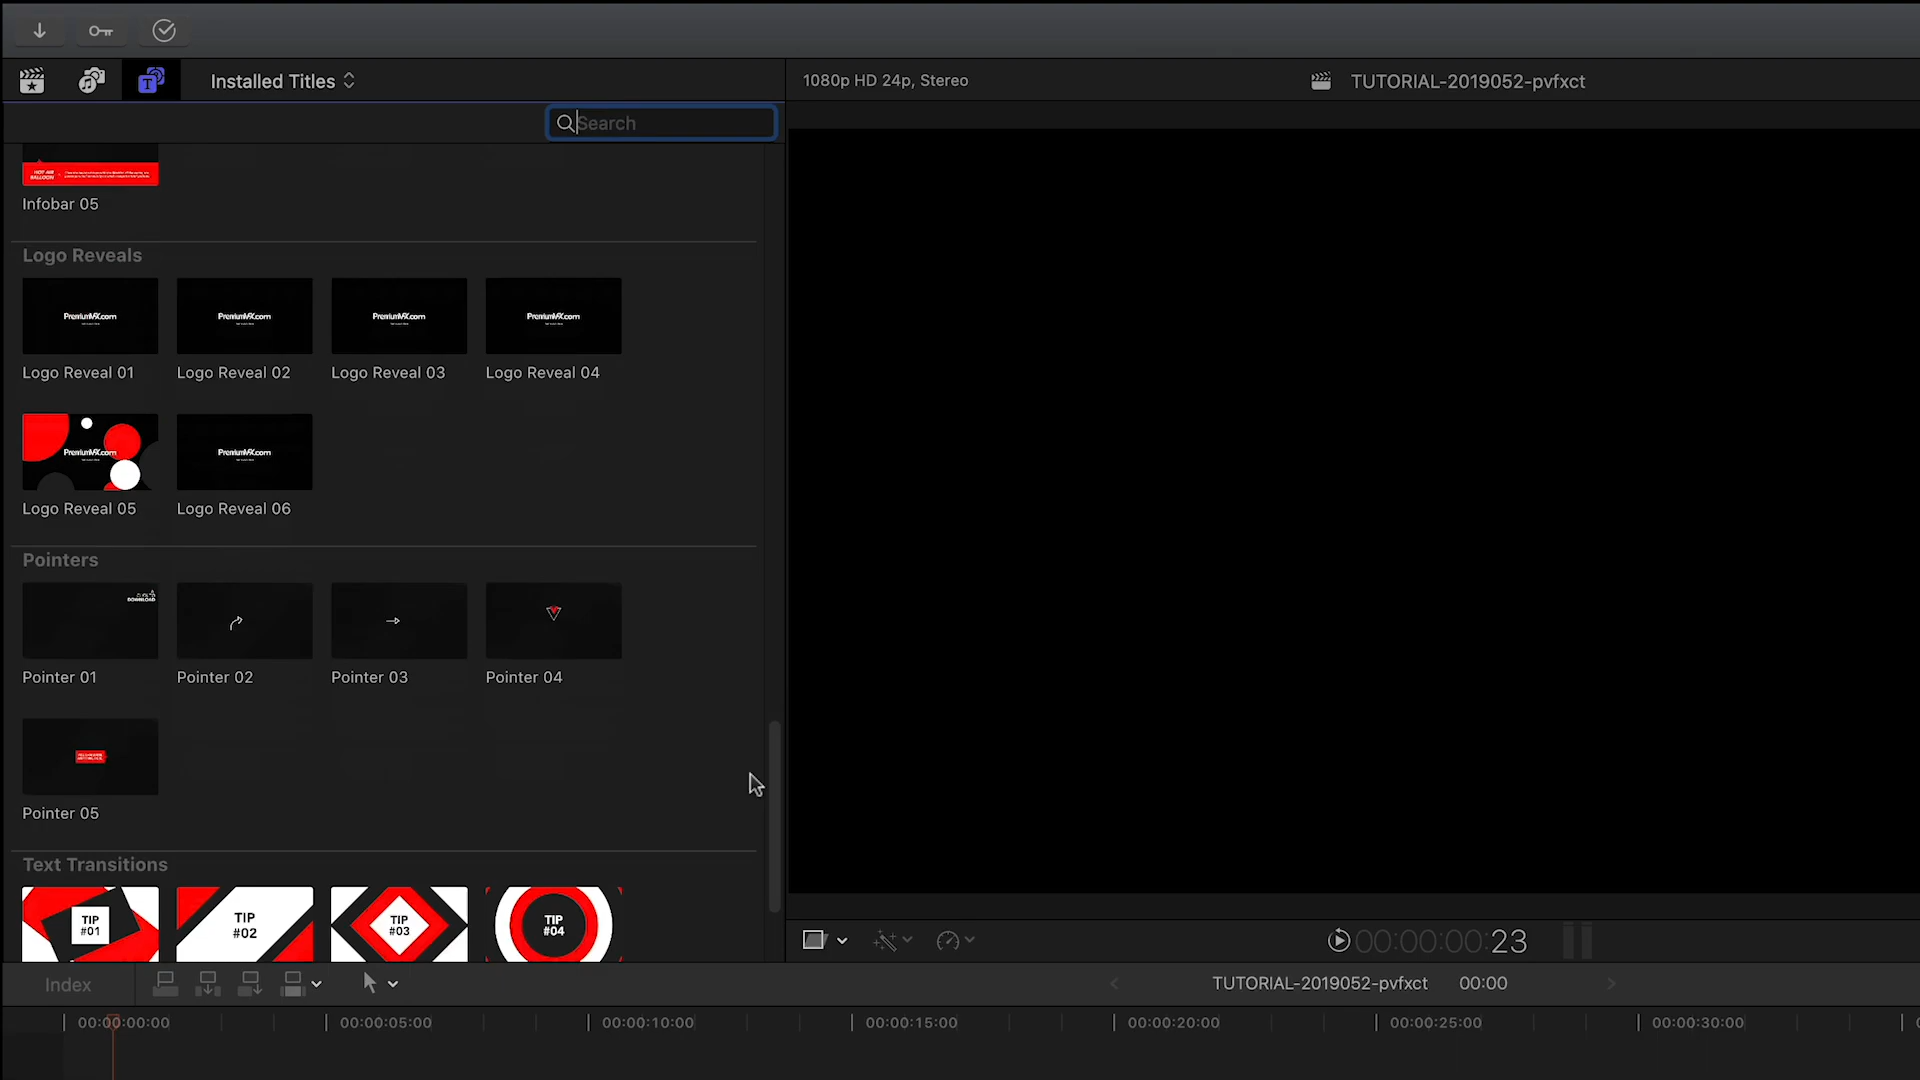 Installed Titles
1080p HD 24p, Stereo
TUTORIAL-2019052-pvfxct
Search
HOT AIR
BALLOON
Infobar 05
Logo Reveals
PremiumVFX.com
PremiumVFX.com
PremiumVFX.com
PremiumVFX.com
Logo Reveal 01
Logo Reveal 02
Logo Reveal 03
Logo Reveal 04
PremiumVFX.com
PremiumVFX.com
Logo Reveal 05
Logo Reveal 06
Pointers
DOWNLOAD
Pointer 01
Pointer 02
Pointer 03
Pointer 04
Pointer 05
Text Transitions
TIP
#01
TIP
#02
TIP
#03
TIP
#04
00:00:00:23
Index
TUTORIAL-2019052-pvfxct
00:00
00:00:00:00
00:00:05:00
00:00:10:00
00:00:15:00
00:00:20:00
00:00:25:00
00:00:30:00